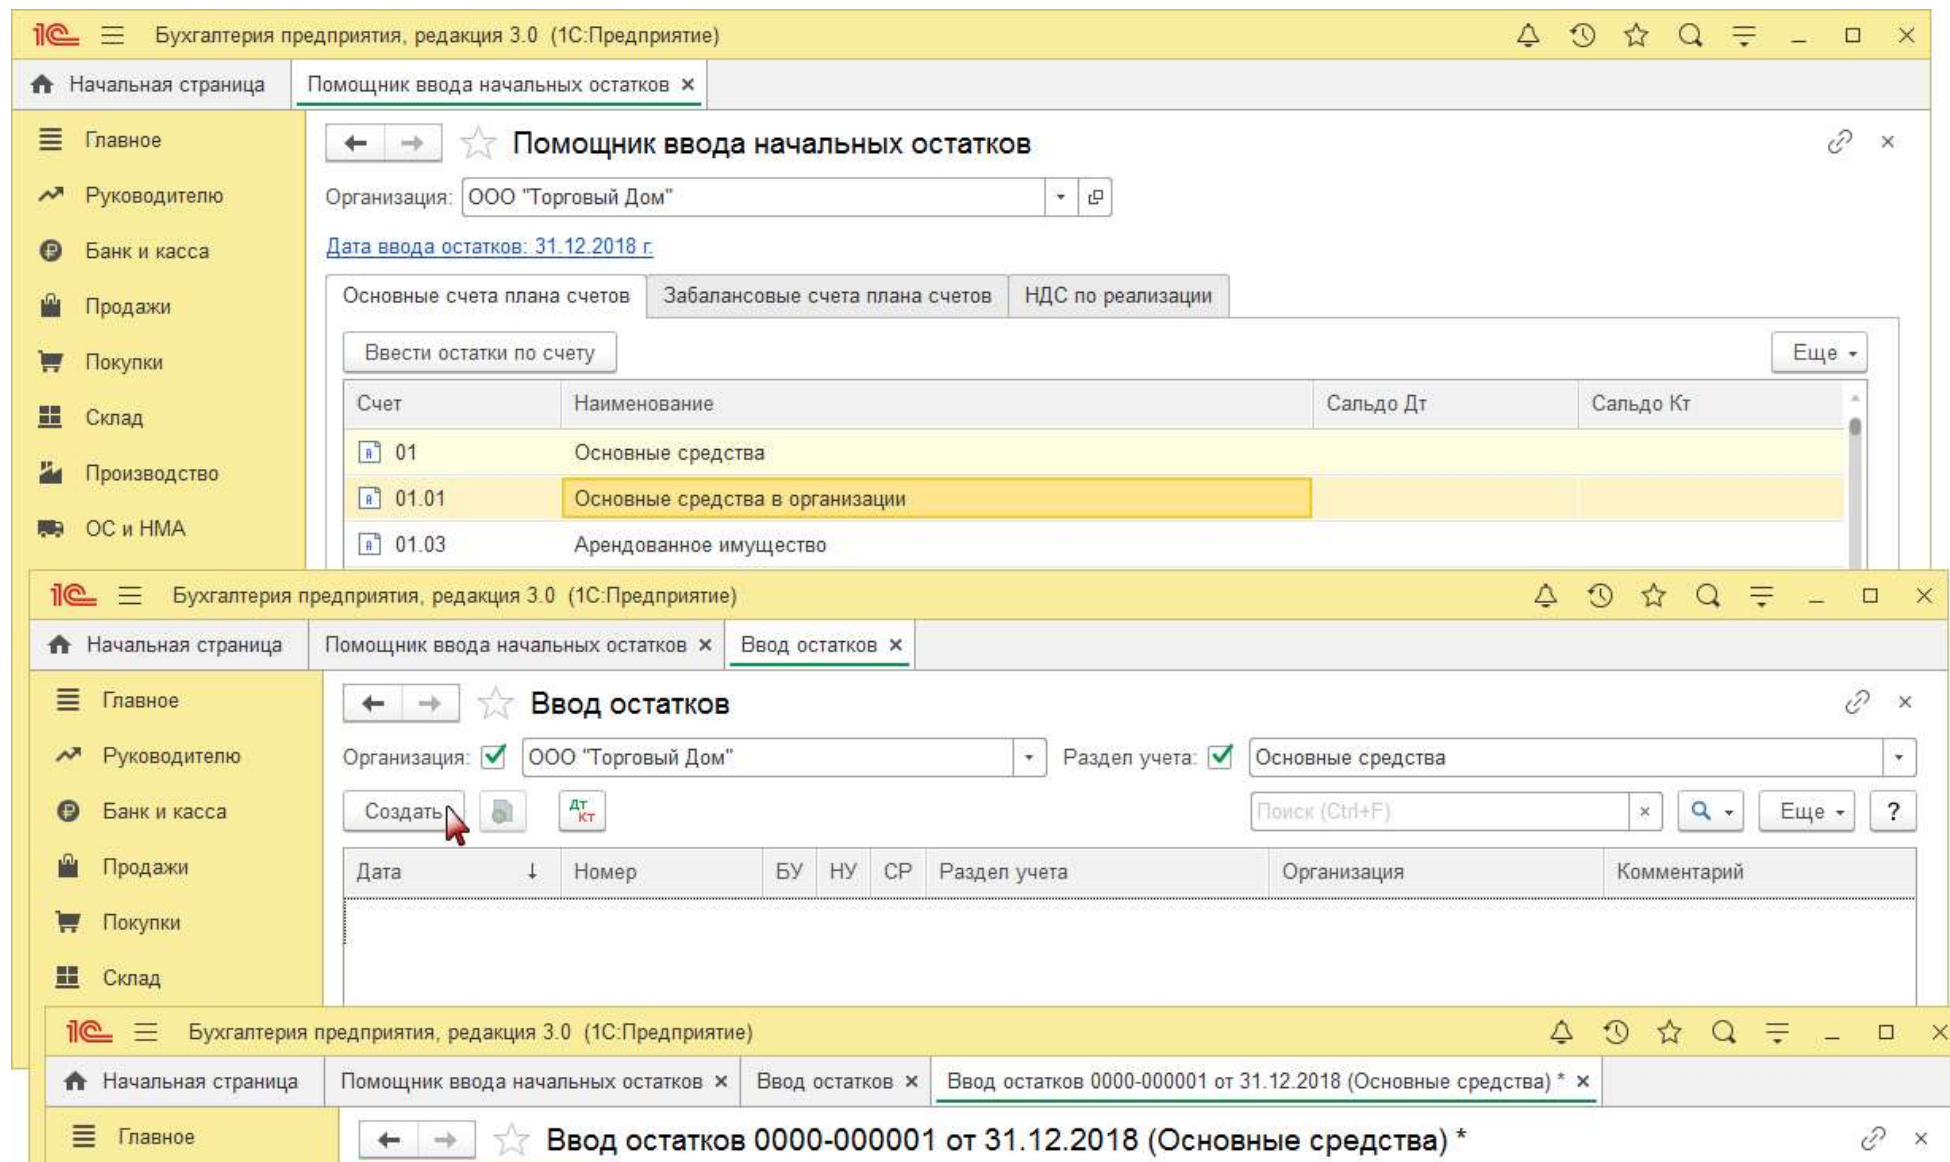 1С Бухгалтерия предприятия, редакция 3.0 (1С:Предприятие)
Начальная страница Помощник ввода начальных остатков ×
Главное
Помощник ввода начальных остатков
Руководителю
Организация: ООО "Торговый Дом"
Банк и касса
Дата ввода остатков: 31.12.2018 г.
Продажи
Основные счета плана счетов Забалансовые счета плана счетов НДС по реализации
Покупки
Ввести остатки по счету Еще
Склад
Счет Наименование Сальдо Дт Сальдо Кт
Производство
01 Основные средства
01.01 Основные средства в организации
ОС и НМА
01.03 Арендованное имущество
1С Бухгалтерия предприятия, редакция 3.0 (1С:Предприятие)
Начальная страница Помощник ввода начальных остатков × Ввод остатков ×
Главное
Ввод остатков
Руководителю
Организация: ООО "Торговый Дом" Раздел учета: Основные средства
Банк и касса
Создать Дт Кт Поиск (Ctrl+F) × Еще ?
Продажи
Дата Номер БУ НУ СР Раздел учета Организация Комментарий
Покупки
Склад
1С Бухгалтерия предприятия, редакция 3.0 (1С:Предприятие)
Начальная страница Помощник ввода начальных остатков × Ввод остатков × Ввод остатков 0000-000001 от 31.12.2018 (Основные средства) * ×
Главное
Ввод остатков 0000-000001 от 31.12.2018 (Основные средства) *